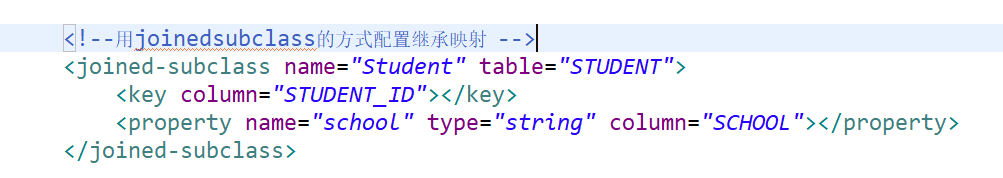 <!--用joinedsubclass的方式配置继承映射 -->
<joined-subclass name="Student" table="STUDENT">
<key column="STUDENT_ID"></key>
<property name="school" type="string" column="SCHOOL"></property>
</joined-subclass>